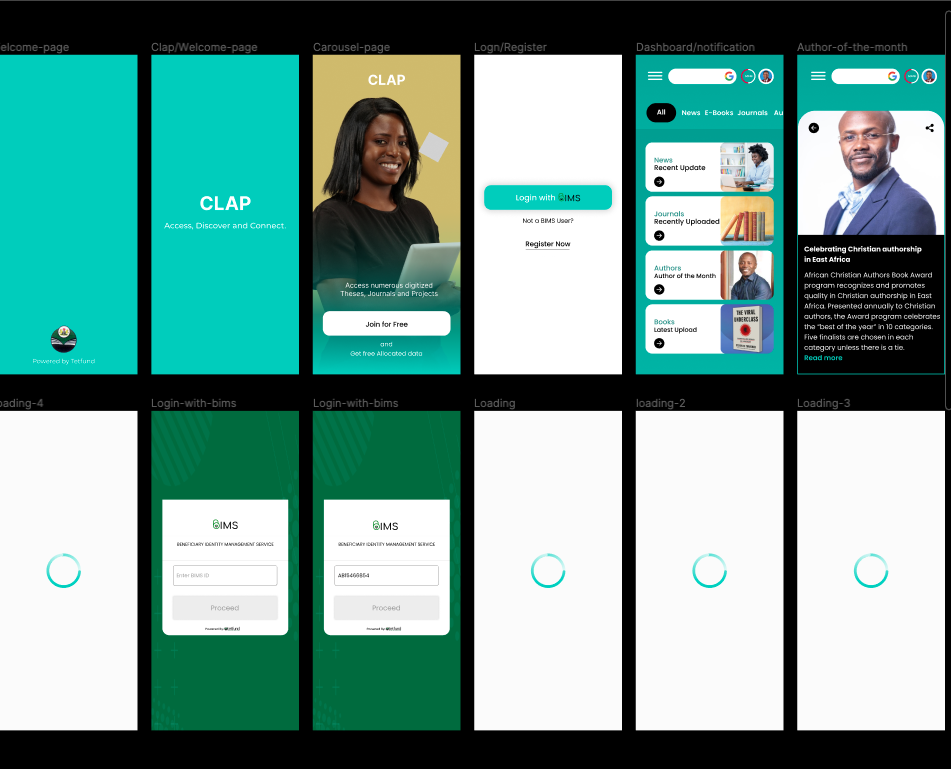 elcome-page
Clap/Welcome-page
Carousel-page
Logn/Register
Dashboard/notification
Author-of-the-month
Powered by Tetfund
CLAP
Access, Discover and Connect.
CLAP
Access numerous digitized
Theses, Journals and Projects
Join for Free
and
Get free Allocated data
Login with BIMS
Not a BIMS User?
Register Now
G
All News E-Books Journals Au
News
Recent Update
Journals
Recently Uploaded
Authors
Author of the Month
Books
Latest Upload
THE VIRAL
UNDERCLASS
G
Celebrating Christian authorship
in East Africa
African Christian Authors Book Award
program recognizes and promotes
quality in Christian authorship in East
Africa. Presented annually to Christian
authors, the Award program celebrates
the “best of the year” in 10 categories.
Five finalists are chosen in each
category unless there is a tie.
Read more
oading-4
Login-with-bims
Login-with-bims
Loading
loading-2
Loading-3
BIMS
BENEFICIARY IDENTITY MANAGEMENT SERVICE
Enter BIMS ID
Proceed
Powered by tetfund
BIMS
BENEFICIARY IDENTITY MANAGEMENT SERVICE
Proceed
Powered by tetfund